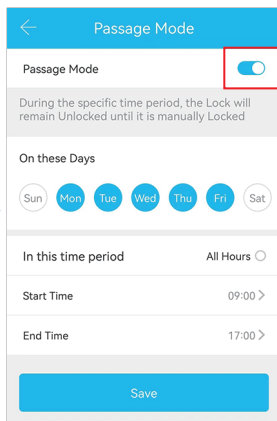 Passage Mode
Passage Mode
During the specific time period, the Lock will
remain Unlocked until it is manually Locked
On these Days
Sun Mon Tue Wed Thu Fri Sat
In this time period All Hours
Start Time 09:00
End Time 17:00
Save